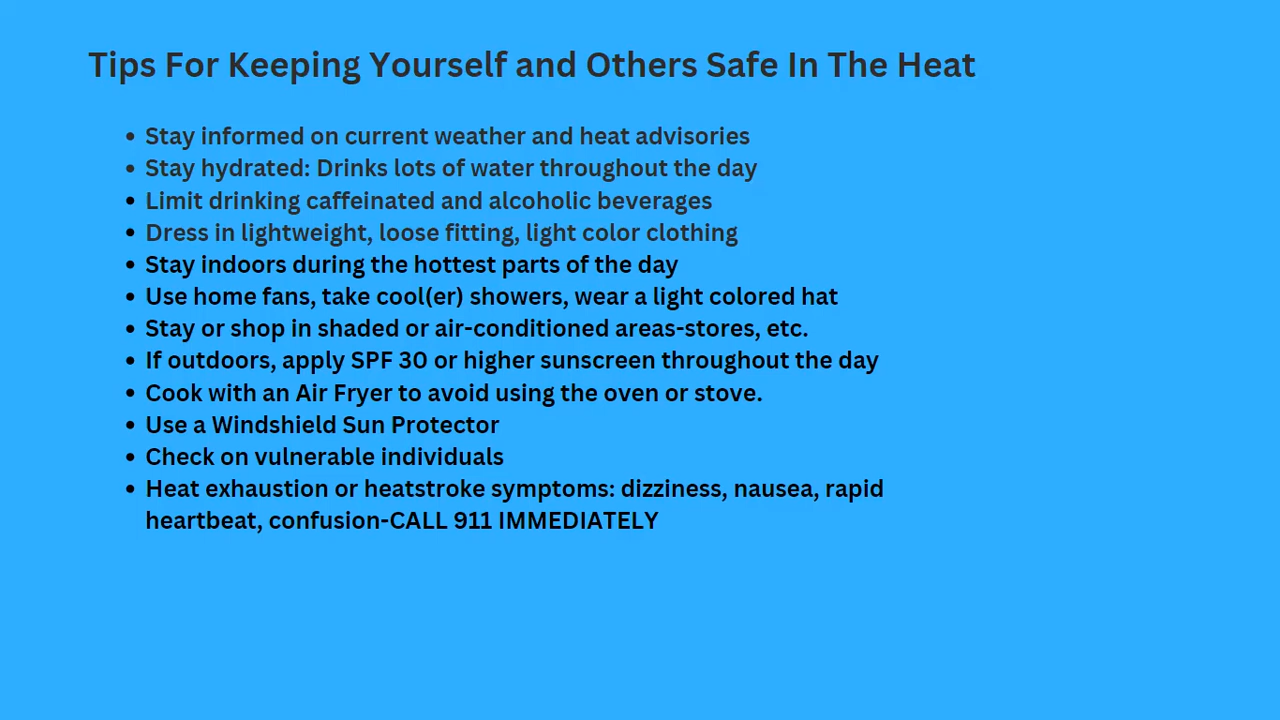 Tips For Keeping Yourself and Others Safe In The Heat
• Stay informed on current weather and heat advisories
• Stay hydrated: Drinks lots of water throughout the day
• Limit drinking caffeinated and alcoholic beverages
• Dress in lightweight, loose fitting, light color clothing
• Stay indoors during the hottest parts of the day
• Use home fans, take cool(er) showers, wear a light colored hat
• Stay or shop in shaded or air-conditioned areas-stores, etc.
• If outdoors, apply SPF 30 or higher sunscreen throughout the day
• Cook with an Air Fryer to avoid using the oven or stove.
• Use a Windshield Sun Protector
• Check on vulnerable individuals
• Heat exhaustion or heatstroke symptoms: dizziness, nausea, rapid
heartbeat, confusion-CALL 911 IMMEDIATELY